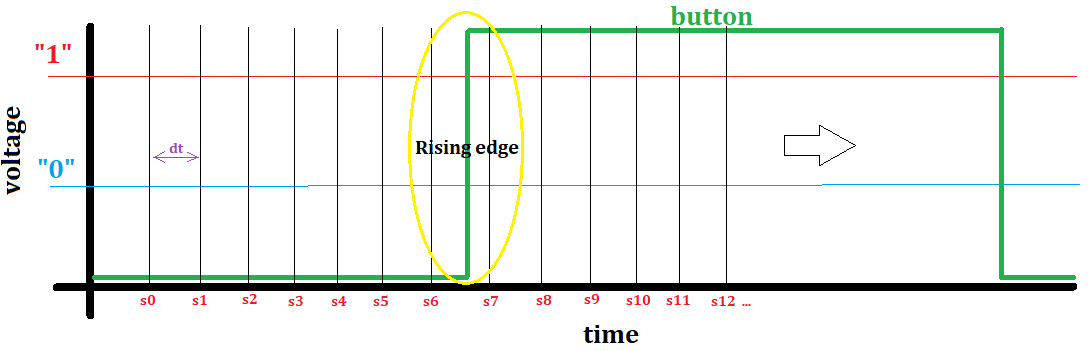 button
"1"
voltage
"0"
dt
Rising edge
s0 s1 s2 s3 s4 s5 s6 s7 s8 s9 s10 s11 s12 ...
time